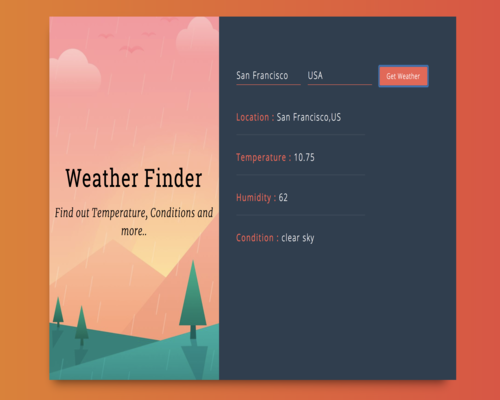 Weather Finder
Find out Temperature, Conditions and
more..
San Francisco USA Get Weather
Location : San Francisco,US
Temperature : 10.75
Humidity : 62
Condition : clear sky